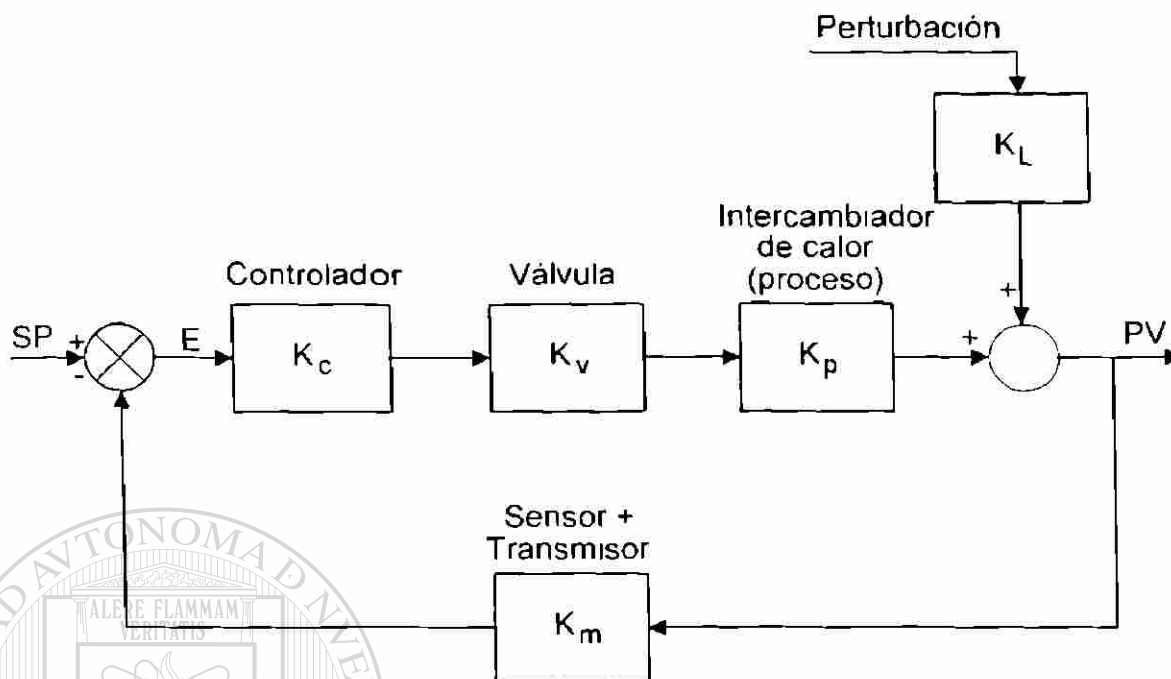 Perturbación
K_L
Intercambiador
de calor
(proceso)
Controlador
Válvula
SP
+
-
E
K_c
K_v
K_p
+
+
PV
Sensor +
Transmisor
K_m
AVTONOMA D
ALERE FLAMMAM
VERITATIS